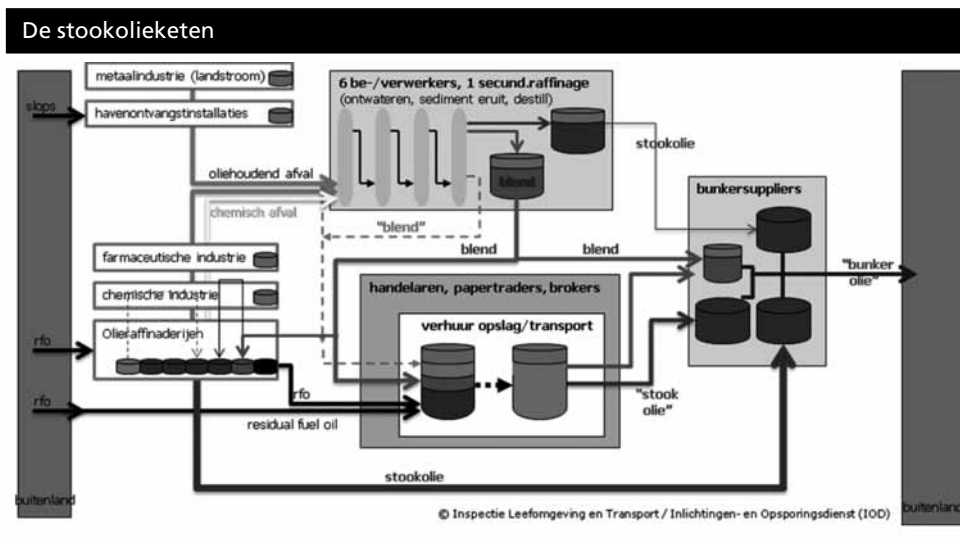 De stookolieketen
metaalindustrie (landstroom)
slops
havenontvangstinstallaties
6 be-/verwerkers, 1 secund.raffinage
(ontwateren, sediment eruit, destill)
stookolie
blend
oliehoudend afval
chemisch afval
"blend"
blend
blend
bunkersuppliers
"bunker
olie"
farmaceutische industrie
chemische industrie
Olieraffinaderijen
handelaren, papertraders, brokers
verhuur opslag/transport
rfo
rfo
rfo
residual fuel oil
"stook
olie"
stookolie
buitenland
buitenland
© Inspectie Leefomgeving en Transport / Inlichtingen- en Opsporingsdienst (IOD)